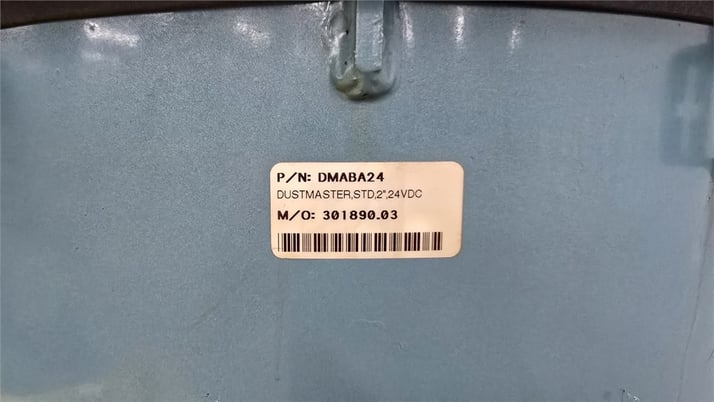 P/N: DMABA24
DUSTMASTER,STD,2",24VDC
M/O: 301890.03